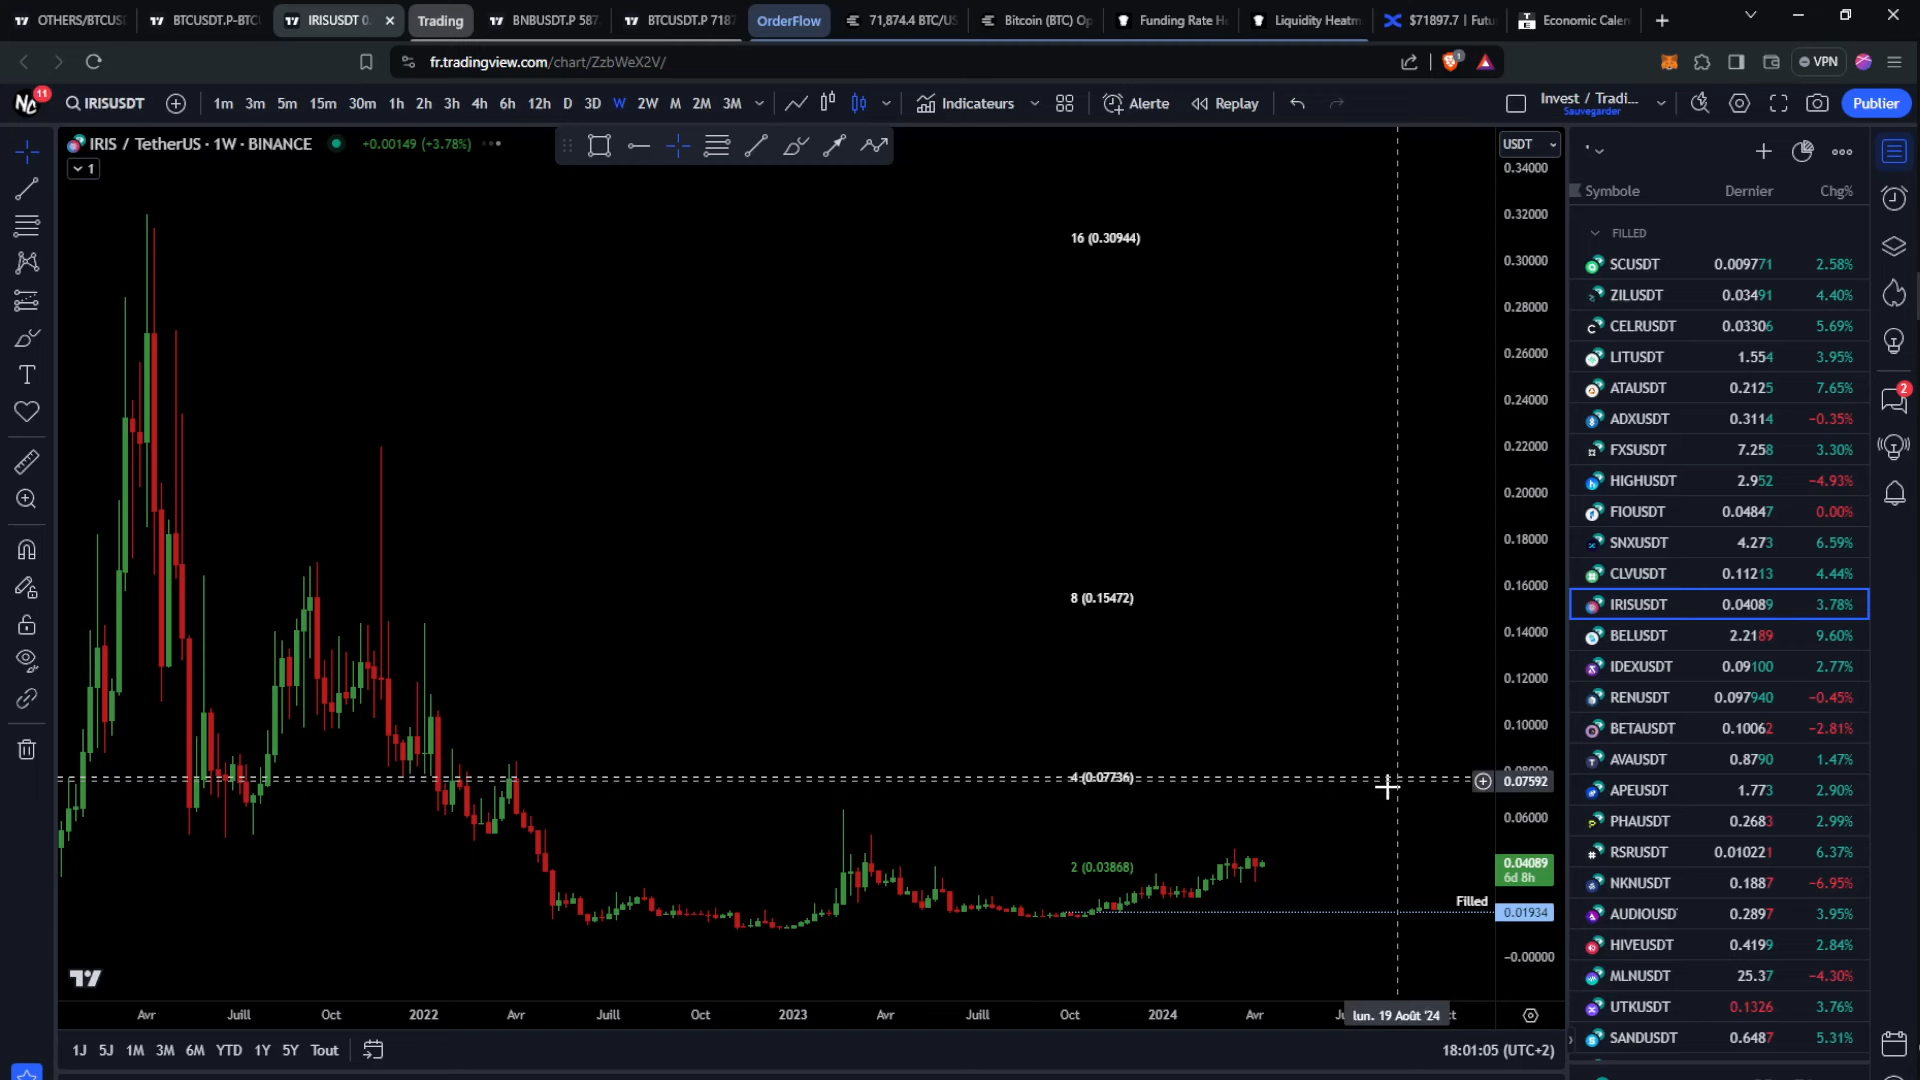 OTHERS/BTCUSD
BTCUSDT.P-BTCU
IRISUSDT 0.
Trading
BNBUSDT.P 587
BTCUSDT.P 7187
OrderFlow
71,874.4 BTC/US
Bitcoin (BTC) Op
Funding Rate He
Liquidity Heatm
$71897.7 | Futu
Economic Calen
fr.tradingview.com/chart/ZzbWeX2V/
1
VPN
11
IRISUSDT
1m 3m 5m 15m 30m 1h 2h 3h 4h 6h 12h D 3D W 2W M 2M 3M
Indicateurs
Alerte
Replay
Invest / Tradi...
Sauvegarder
Publier
IRIS / TetherUS · 1W · BINANCE
+0.00149 (+3.78%)
1
USDT
0.34000
0.32000
0.30000
0.28000
0.26000
0.24000
0.22000
0.20000
0.18000
0.16000
0.14000
0.12000
0.10000
0.08000
0.07592
0.06000
0.04089
6d 8h
0.01934
−0.00000
16 (0.30944)
8 (0.15472)
4 (0.07736)
2 (0.03868)
Filled
Avr Juill Oct 2022 Avr Juill Oct 2023 Avr Juill Oct 2024 Avr
lun. 19 Août '24
1J 5J 1M 3M 6M YTD 1Y 5Y Tout
18:01:05 (UTC+2)
Symbole Dernier Chg%
FILLED
SCUSDT 0.009771 2.58%
ZILUSDT 0.03491 4.40%
CELRUSDT 0.03306 5.69%
LITUSDT 1.554 3.95%
ATAUSDT 0.2125 7.65%
ADXUSDT 0.3114 −0.35%
FXSUSDT 7.258 3.30%
HIGHUSDT 2.952 −4.93%
FIOUSDT 0.04847 0.00%
SNXUSDT 4.273 6.59%
CLVUSDT 0.11213 4.44%
IRISUSDT 0.04089 3.78%
BELUSDT 2.2189 9.60%
IDEXUSDT 0.09100 2.77%
RENUSDT 0.097940 −0.45%
BETAUSDT 0.10062 −2.81%
AVAUSDT 0.8790 1.47%
APEUSDT 1.773 2.90%
PHAUSDT 0.2683 2.99%
RSRUSDT 0.010221 6.37%
NKNUSDT 0.1887 −6.95%
AUDIOUSD 0.2897 3.95%
HIVEUSDT 0.4199 2.84%
MLNUSDT 25.37 −4.30%
UTKUSDT 0.1326 3.76%
SANDUSDT 0.6487 5.31%
2